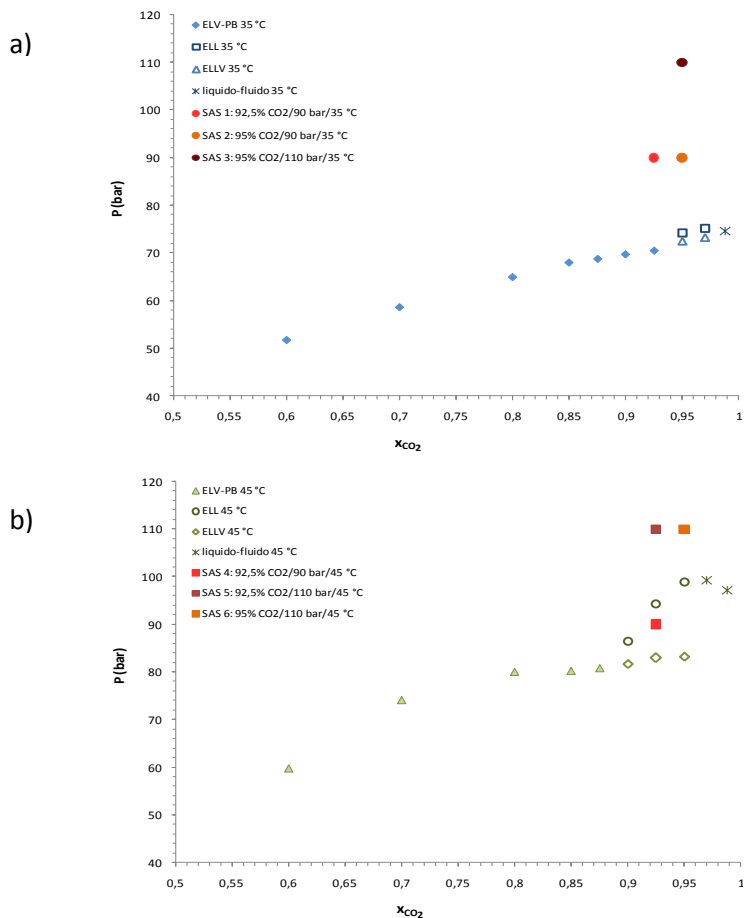 a)
120
110
100
90
80
70
60
50
40
P (bar)
ELV-PB 35 °C
ELL 35 °C
ELLV 35 °C
liquido-fluido 35 °C
SAS 1: 92,5% CO2/90 bar/35 °C
SAS 2: 95% CO2/90 bar/35 °C
SAS 3: 95% CO2/110 bar/35 °C
0,5 0,55 0,6 0,65 0,7 0,75 0,8 0,85 0,9 0,95 1
xCO₂
b)
120
110
100
90
80
70
60
50
40
P (bar)
ELV-PB 45 °C
ELL 45 °C
ELLV 45 °C
liquido-fluido 45 °C
SAS 4: 92,5% CO2/90 bar/45 °C
SAS 5: 92,5% CO2/110 bar/45 °C
SAS 6: 95% CO2/110 bar/45 °C
0,5 0,55 0,6 0,65 0,7 0,75 0,8 0,85 0,9 0,95 1
xCO₂